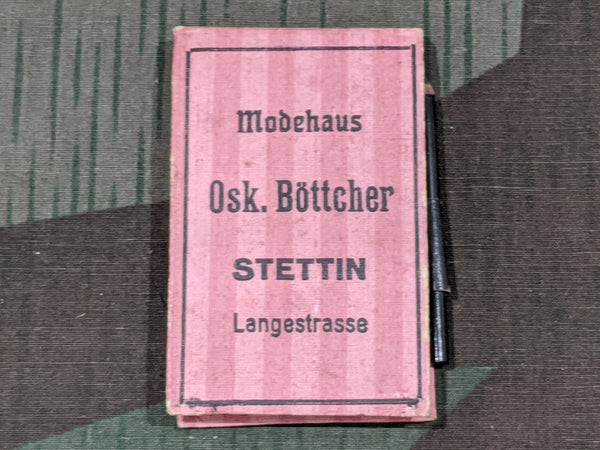 Modehaus
Osk. Böttcher
STETTIN
Langestrasse